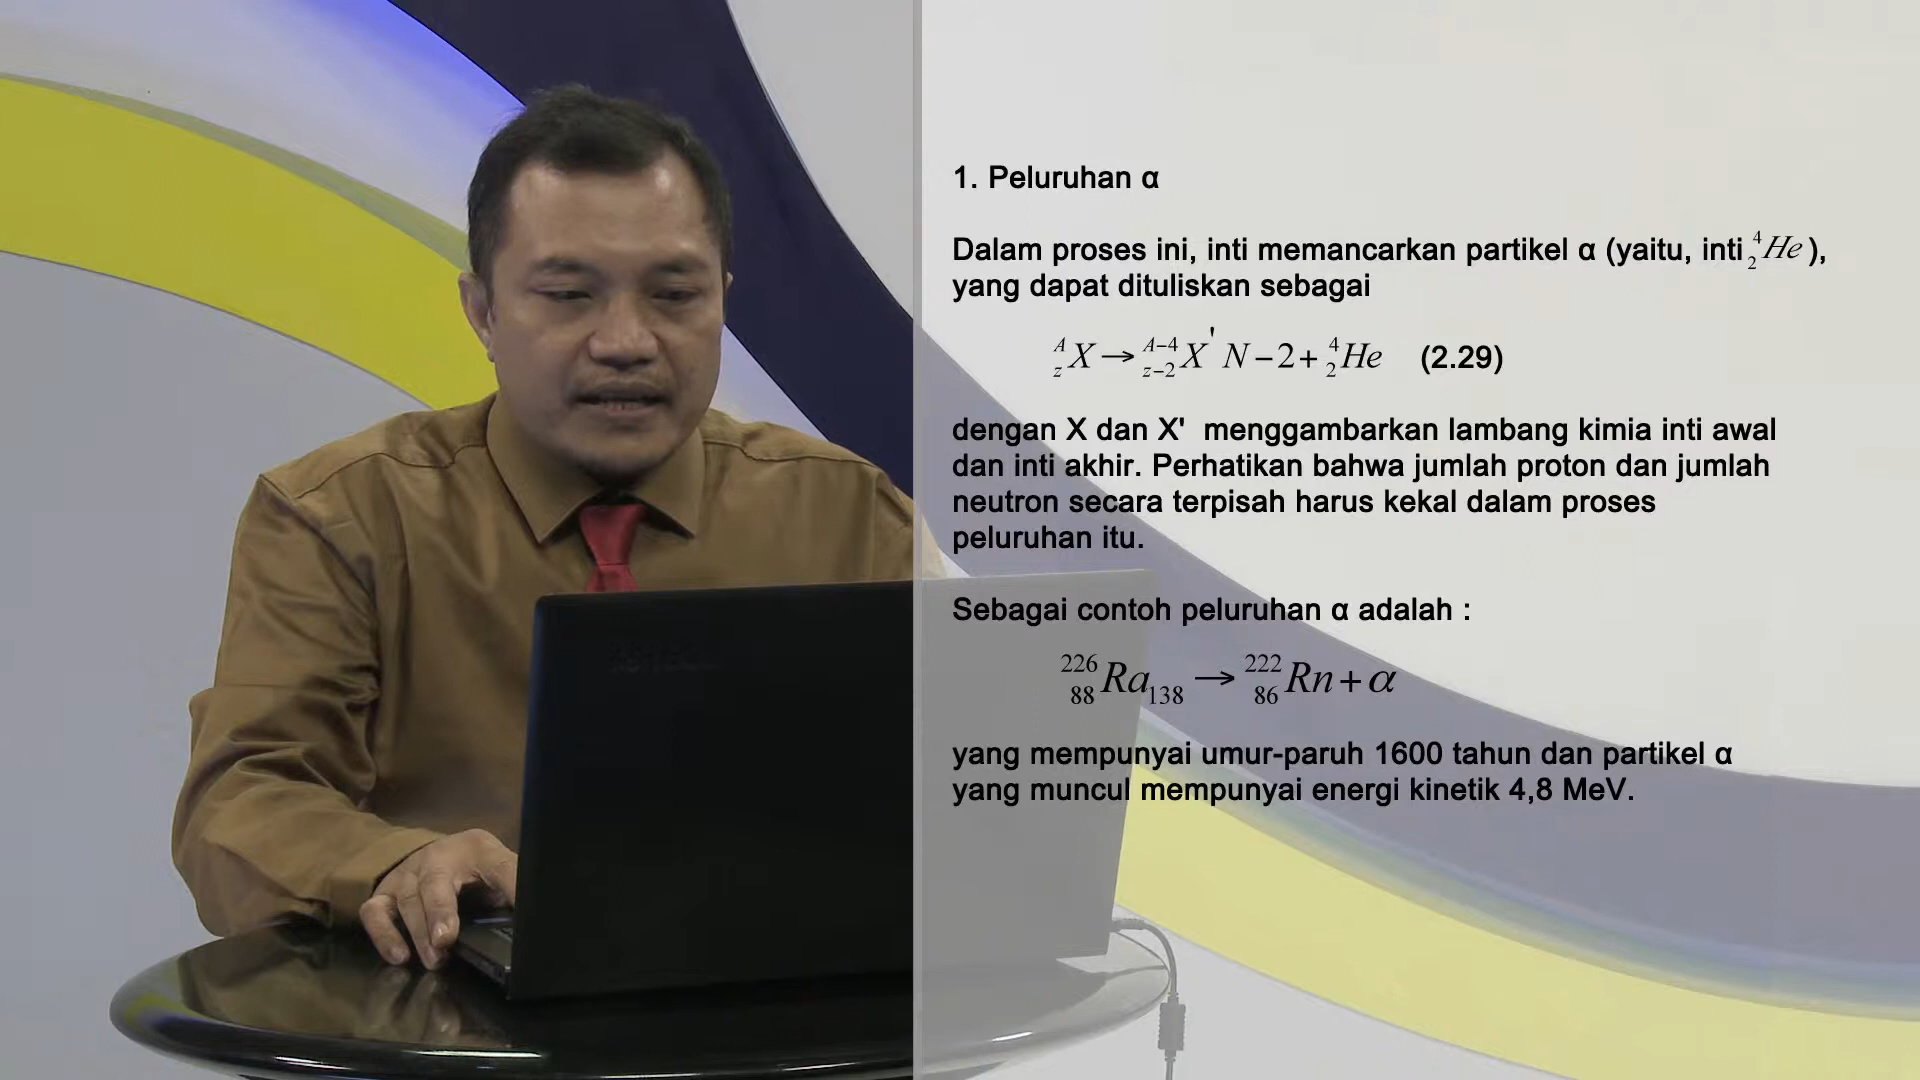 1. Peluruhan α
Dalam proses ini, inti memancarkan partikel α (yaitu, inti ⁴₂He),
yang dapat dituliskan sebagai
ᴬ_zX → ᴬ⁻⁴_z₋₂X' N − 2 + ⁴₂He (2.29)
dengan X dan X' menggambarkan lambang kimia inti awal
dan inti akhir. Perhatikan bahwa jumlah proton dan jumlah
neutron secara terpisah harus kekal dalam proses
peluruhan itu.
Sebagai contoh peluruhan α adalah :
²²⁶₈₈Ra₁₃₈ → ²²²₈₆Rn + α
yang mempunyai umur-paruh 1600 tahun dan partikel α
yang muncul mempunyai energi kinetik 4,8 MeV.